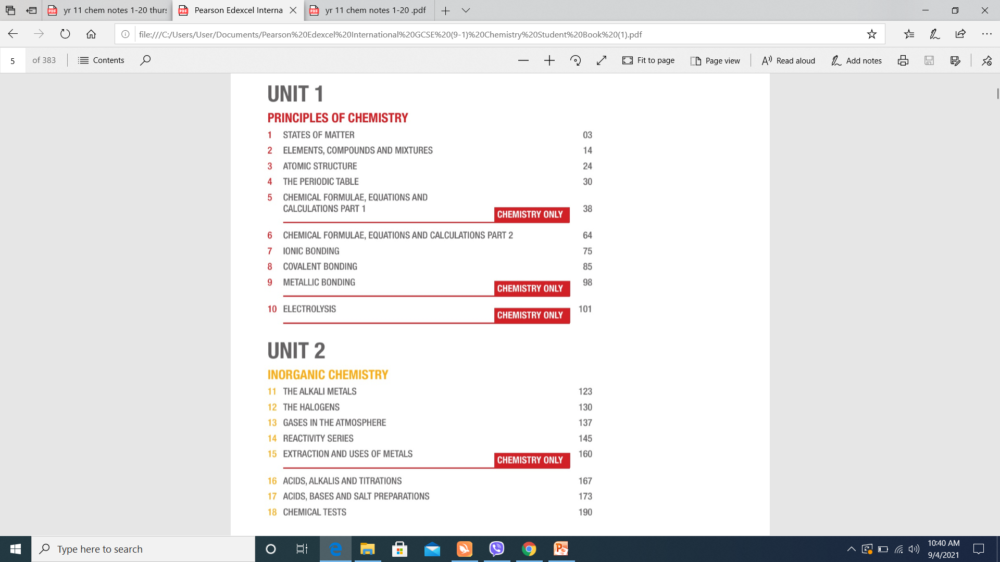 yr 11 chem notes 1-20 thurs
Pearson Edexcel Interna
yr 11 chem notes 1-20 .pdf
file:///C:/Users/User/Documents/Pearson%20Edexcel%20International%20GCSE%20(9-1)%20Chemistry%20Student%20Book%20(1).pdf
5 of 383 Contents Fit to page Page view Read aloud Add notes
UNIT 1
PRINCIPLES OF CHEMISTRY
1 STATES OF MATTER 03
2 ELEMENTS, COMPOUNDS AND MIXTURES 14
3 ATOMIC STRUCTURE 24
4 THE PERIODIC TABLE 30
5 CHEMICAL FORMULAE, EQUATIONS AND
CALCULATIONS PART 1 38
CHEMISTRY ONLY
6 CHEMICAL FORMULAE, EQUATIONS AND CALCULATIONS PART 2 64
7 IONIC BONDING 75
8 COVALENT BONDING 85
9 METALLIC BONDING 98
CHEMISTRY ONLY
10 ELECTROLYSIS 101
CHEMISTRY ONLY
UNIT 2
INORGANIC CHEMISTRY
11 THE ALKALI METALS 123
12 THE HALOGENS 130
13 GASES IN THE ATMOSPHERE 137
14 REACTIVITY SERIES 145
15 EXTRACTION AND USES OF METALS 160
CHEMISTRY ONLY
16 ACIDS, ALKALIS AND TITRATIONS 167
17 ACIDS, BASES AND SALT PREPARATIONS 173
18 CHEMICAL TESTS 190
Type here to search
10:40 AM
9/4/2021